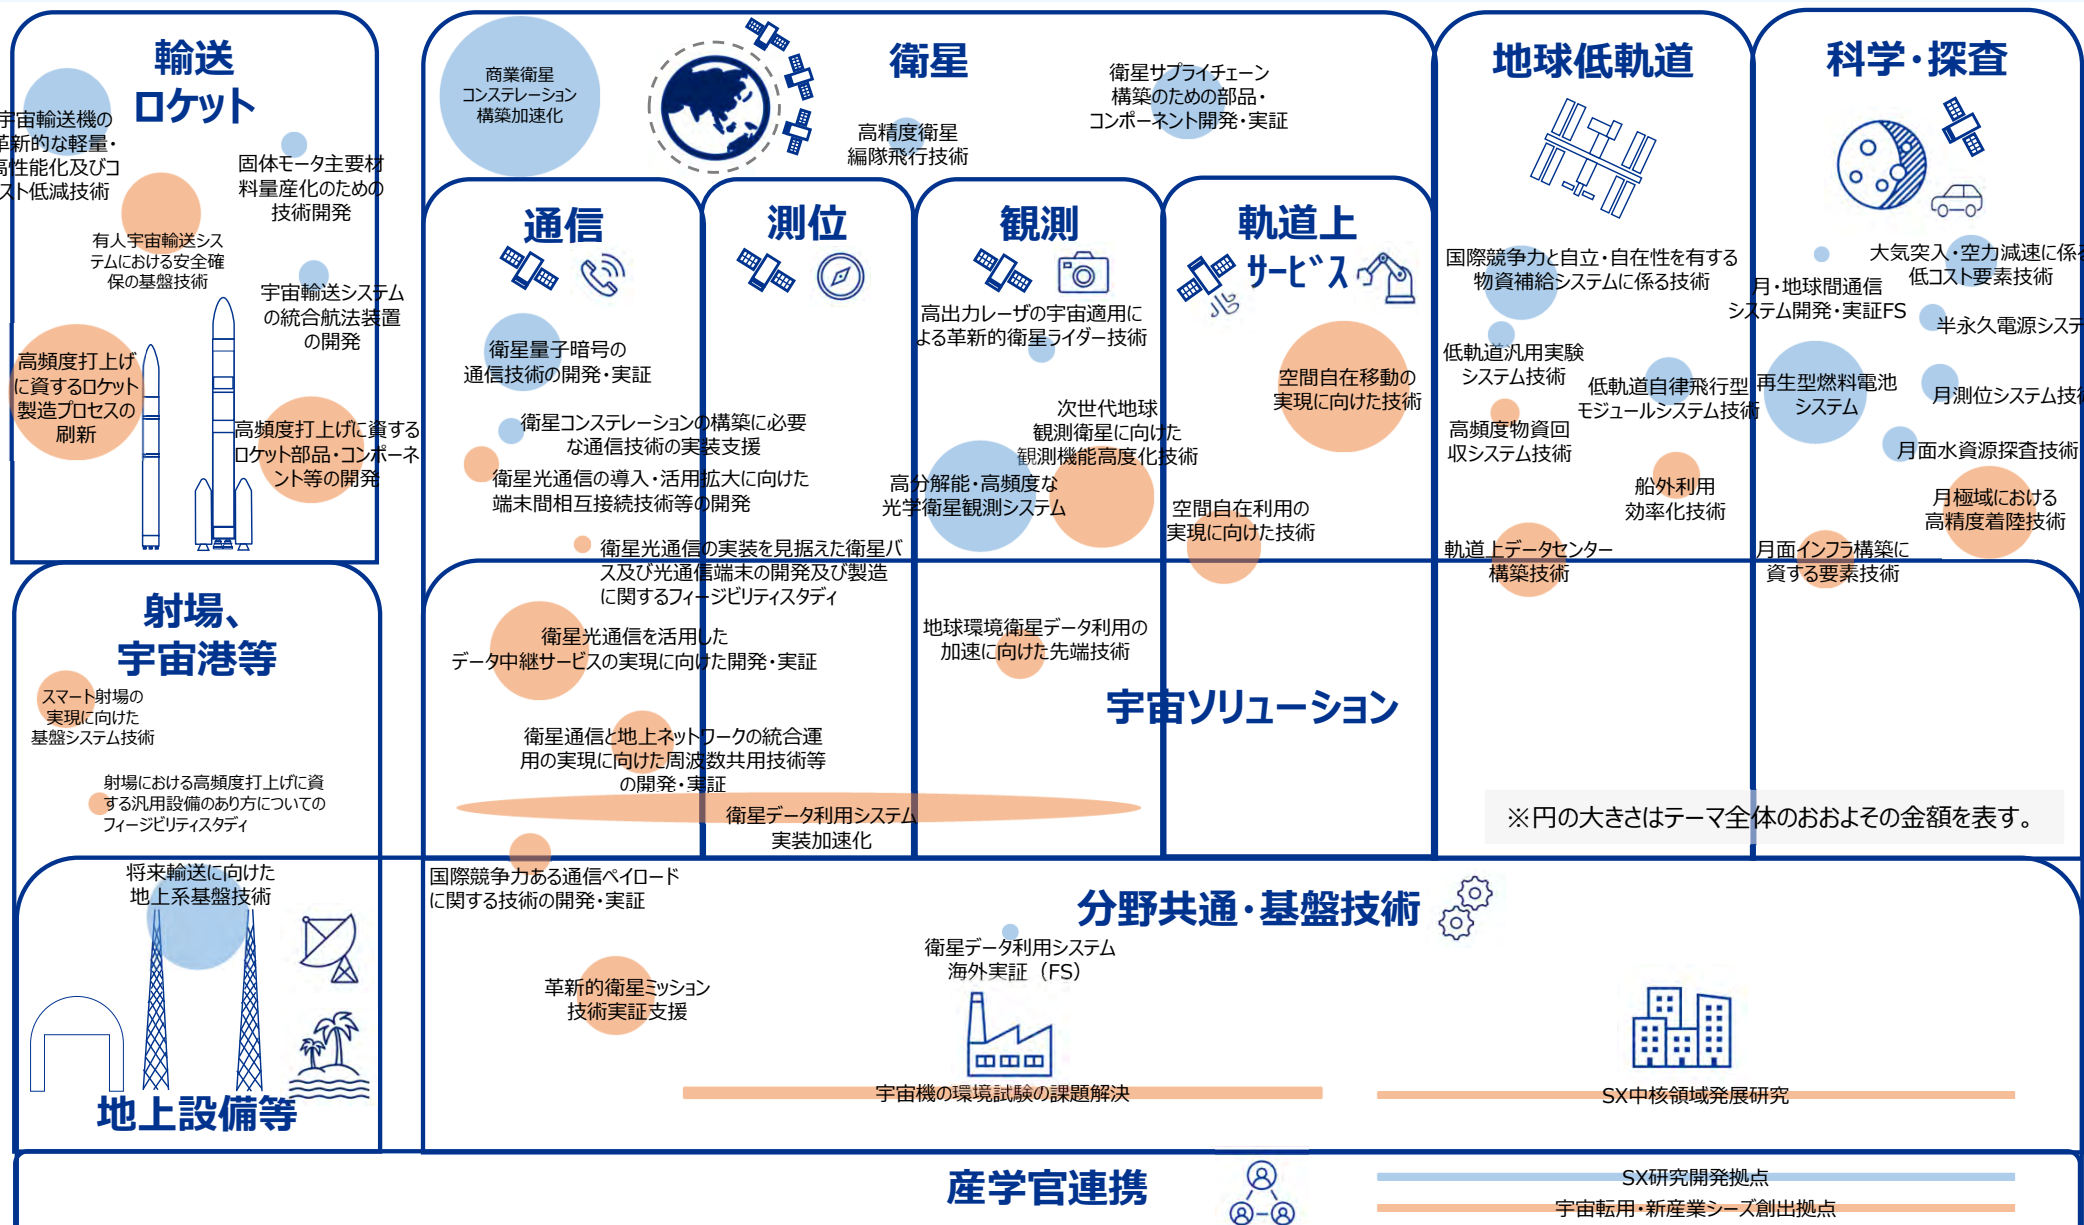 輸送
ロケット
宇宙輸送機の
革新的な軽量・
高性能化及びコ
スト低減技術
固体モータ主要材
料量産化のための
技術開発
有人宇宙輸送シス
テムにおける安全確
保の基盤技術
宇宙輸送システム
の統合航法装置
の開発
高頻度打上げ
に資するロケット
製造プロセスの
刷新
高頻度打上げに資する
ロケット部品・コンポーネ
ント等の開発
射場、
宇宙港等
スマート射場の
実現に向けた
基盤システム技術
射場における高頻度打上げに資
する汎用設備のあり方についての
フィージビリティスタディ
将来輸送に向けた
地上系基盤技術
地上設備等
衛星
商業衛星
コンステレーション
構築加速化
高精度衛星
編隊飛行技術
衛星サプライチェーン
構築のための部品・
コンポーネント開発・実証
通信
衛星量子暗号の
通信技術の開発・実証
衛星コンステレーションの構築に必要
な通信技術の実装支援
衛星光通信の導入・活用拡大に向けた
端末間相互接続技術等の開発
衛星光通信の実装を見据えた衛星バ
ス及び光通信端末の開発及び製造
に関するフィージビリティスタディ
衛星光通信を活用した
データ中継サービスの実現に向けた開発・実証
衛星通信と地上ネットワークの統合運
用の実現に向けた周波数共用技術等
の開発・実証
衛星データ利用システム
実装加速化
国際競争力ある通信ペイロード
に関する技術の開発・実証
測位
観測
高出力レーザの宇宙適用に
よる革新的衛星ライダー技術
次世代地球
観測衛星に向けた
観測機能高度化技術
高分解能・高頻度な
光学衛星観測システム
地球環境衛星データ利用の
加速に向けた先端技術
軌道上
サービス
空間自在移動の
実現に向けた技術
空間自在利用の
実現に向けた技術
宇宙ソリューション
地球低軌道
国際競争力と自立・自在性を有する
物資補給システムに係る技術
低軌道汎用実験
システム技術
低軌道自律飛行型
モジュールシステム技術
高頻度物資回
収システム技術
船外利用
効率化技術
軌道上データセンター
構築技術
科学・探査
大気突入・空力減速に係る
低コスト要素技術
月・地球間通信
システム開発・実証FS
半永久電源システ
再生型燃料電池
システム
月測位システム技
月面水資源探査技術
月極域における
高精度着陸技術
月面インフラ構築に
資する要素技術
※円の大きさはテーマ全体のおおよその金額を表す。
分野共通・基盤技術
衛星データ利用システム
海外実証（FS）
革新的衛星ミッション
技術実証支援
宇宙機の環境試験の課題解決
SX中核領域発展研究
産学官連携
SX研究開発拠点
宇宙転用・新産業シーズ創出拠点